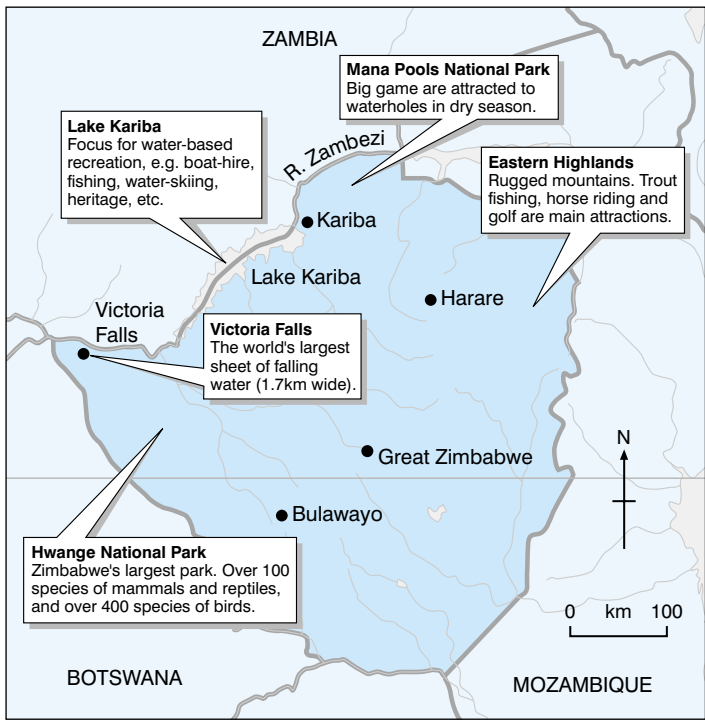 ZAMBIA
Mana Pools National Park
Big game are attracted to
waterholes in dry season.
Lake Kariba
Focus for water-based
recreation, e.g. boat-hire,
fishing, water-skiing,
heritage, etc.
R. Zambezi
Eastern Highlands
Rugged mountains. Trout
fishing, horse riding and
golf are main attractions.
Kariba
Lake Kariba
Harare
Victoria
Falls
Victoria Falls
The world's largest
sheet of falling
water (1.7km wide).
N
Great Zimbabwe
Bulawayo
Hwange National Park
Zimbabwe's largest park. Over 100
species of mammals and reptiles,
and over 400 species of birds.
0 km 100
BOTSWANA
MOZAMBIQUE